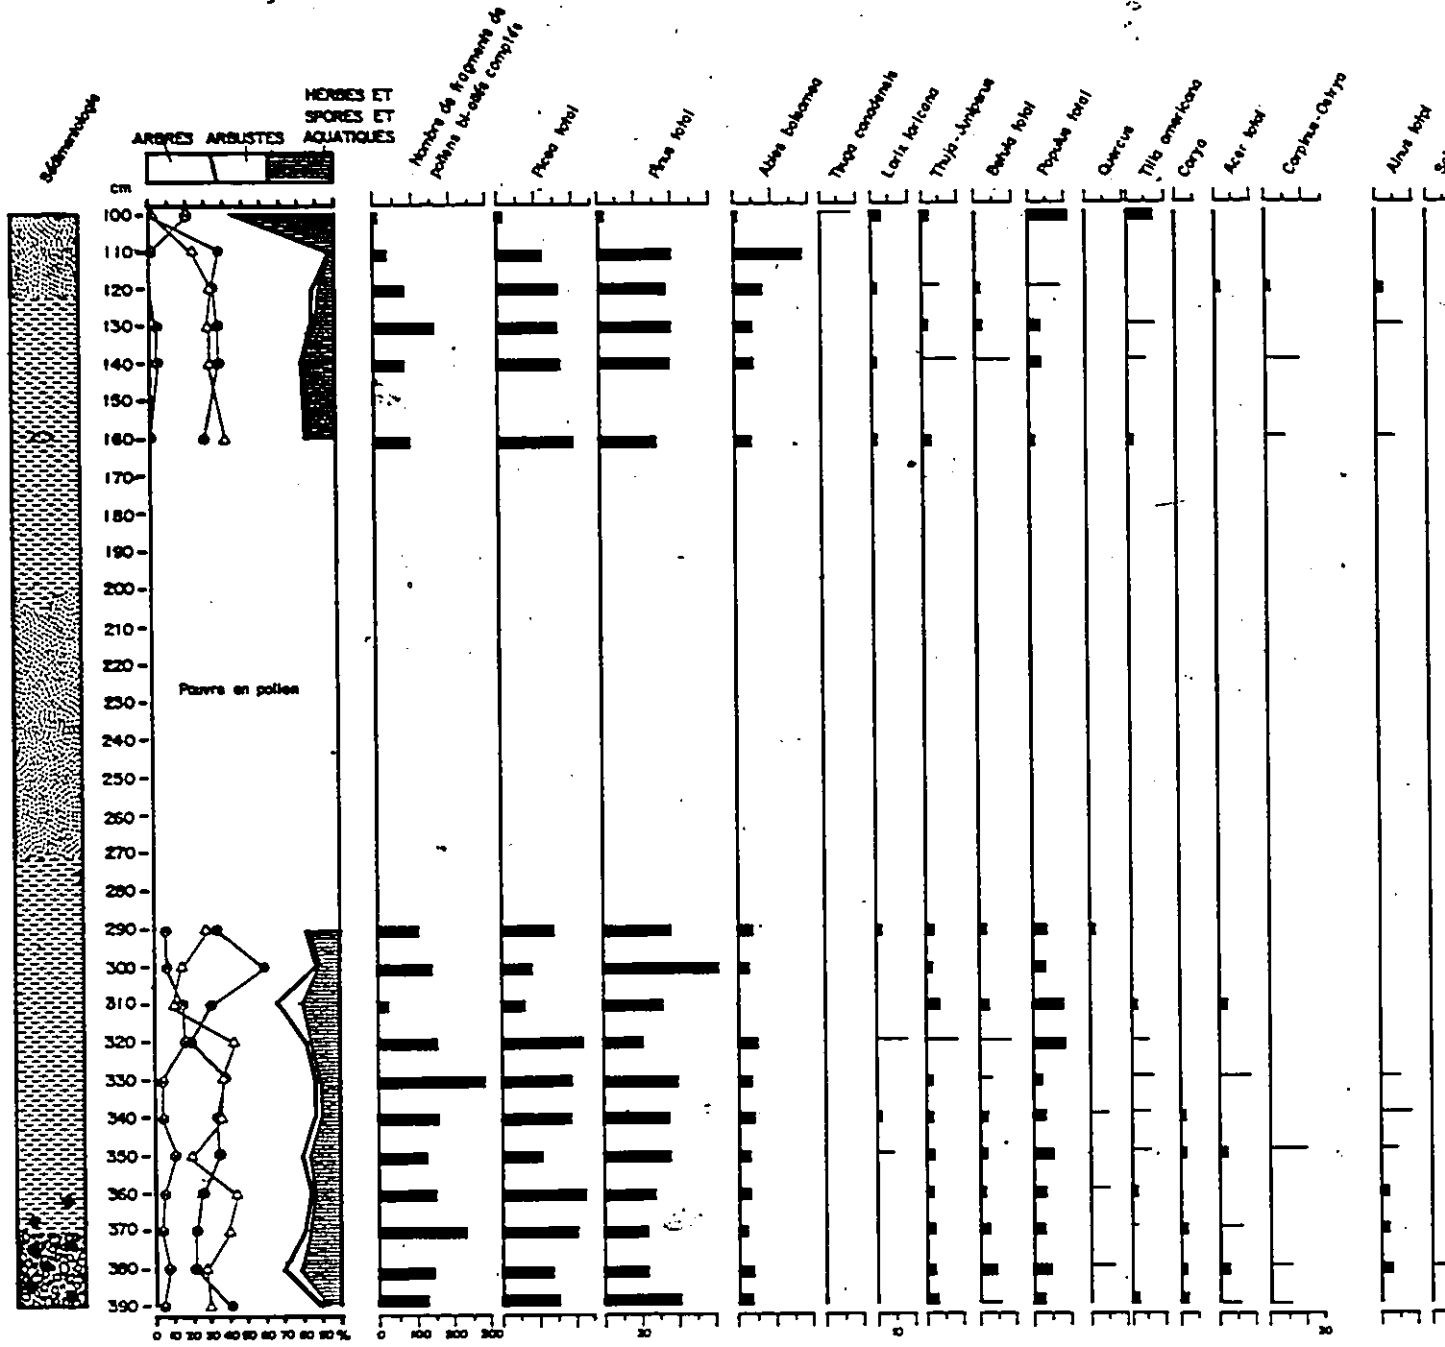 Sédimentologie
ARBRES ARBUSTES
HERBES ET
SPORES ET
AQUATIQUES
Nombre de fragments de
pollens bi-ailés comptés
Picea total
Pinus total
Abies balsamea
Thuga canadensis
Larix laricana
Thuja-Juniperus
Betula total
Populus total
Quercus
Tilia americana
Carya
Acer total
Carpinus-Ostrya
Alnus total
cm
100
110
120
130
140
150
160
170
180
190
200
210
220
230
240
250
260
270
280
290
300
310
320
330
340
350
360
370
380
390
Pauvre en pollen
0 10 20 30 40 50 60 70 80 90 %
0 100 200 300
20
10
20